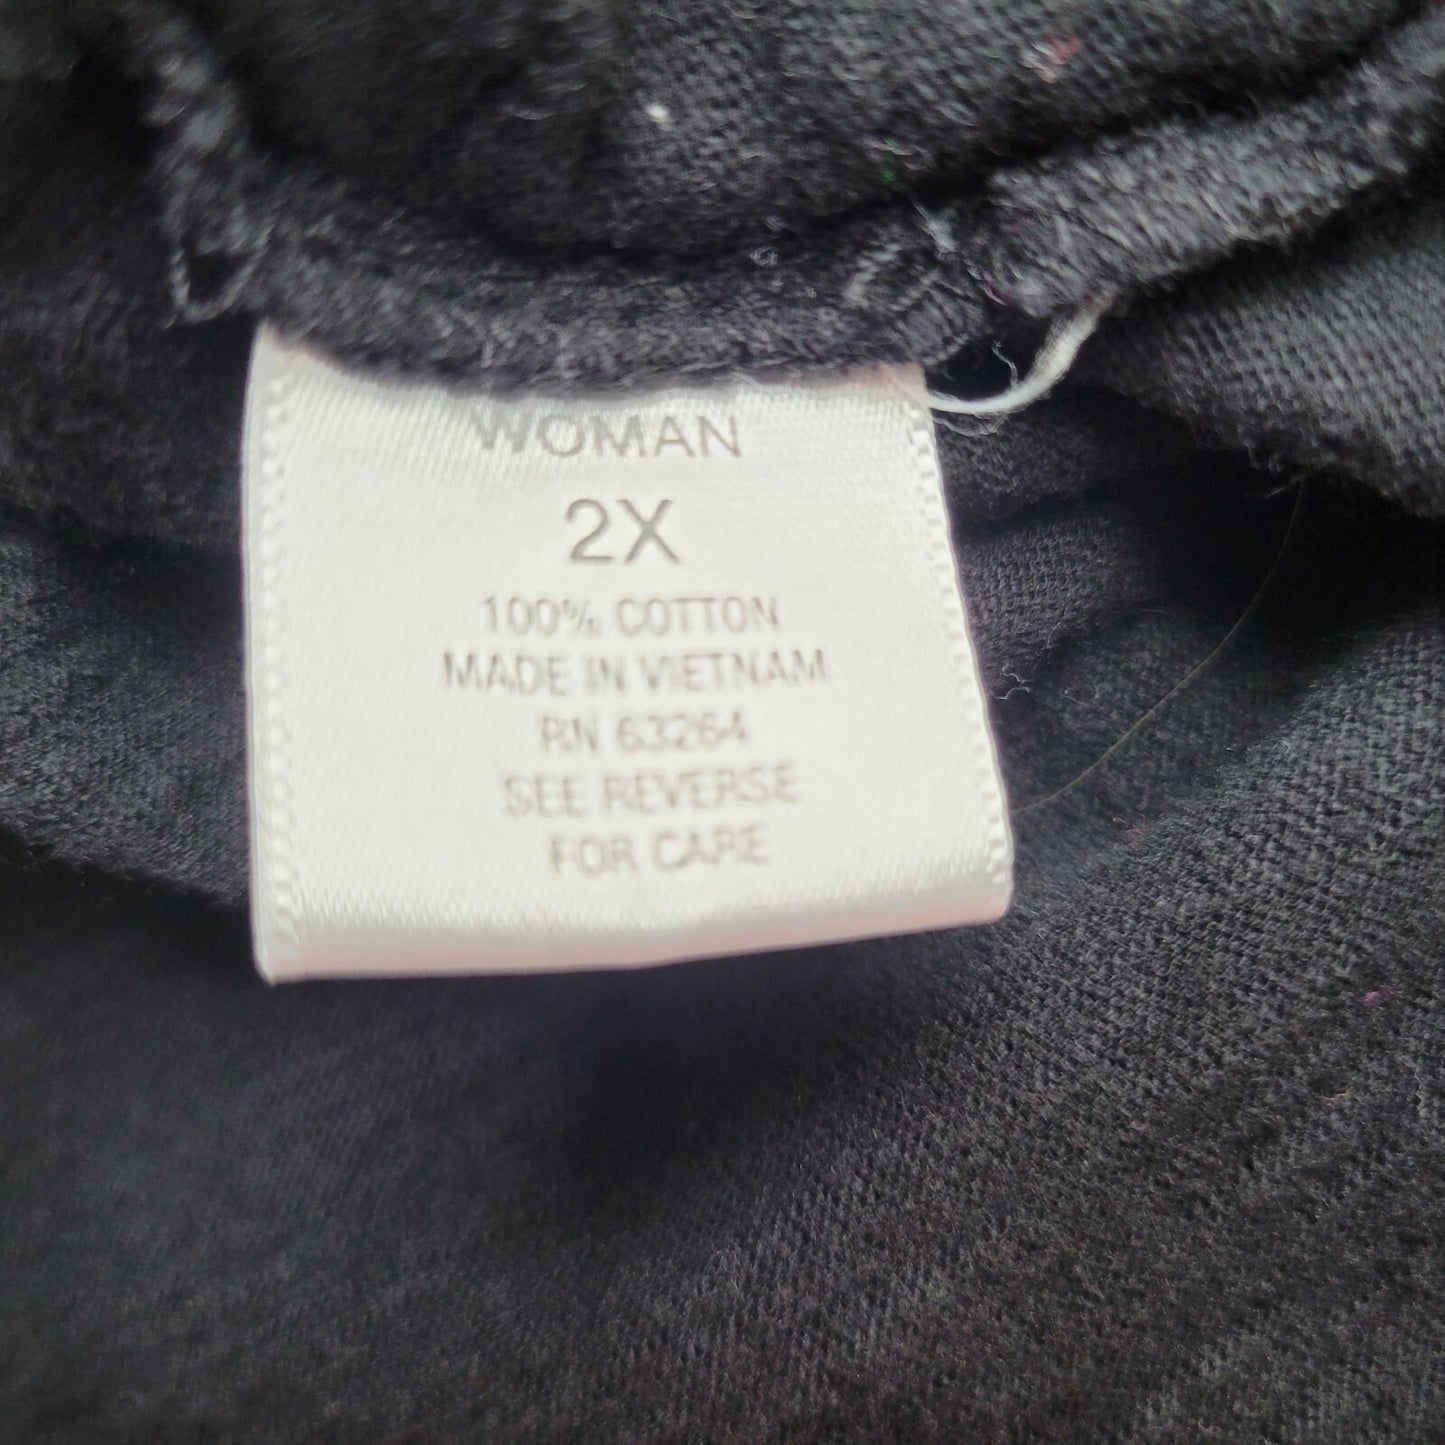 WOMAN
2X
100% COTTON
MADE IN VIETNAM
RN 63264
SEE REVERSE
FOR CARE